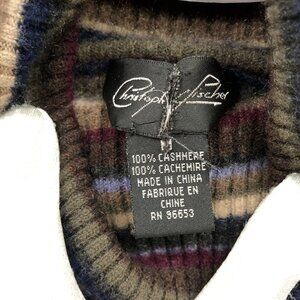 Christopher Fischer
M
100% CASHMERE
100% CACHEMIRE
MADE IN CHINA
FABRIQUE EN
CHINE
RN 96653